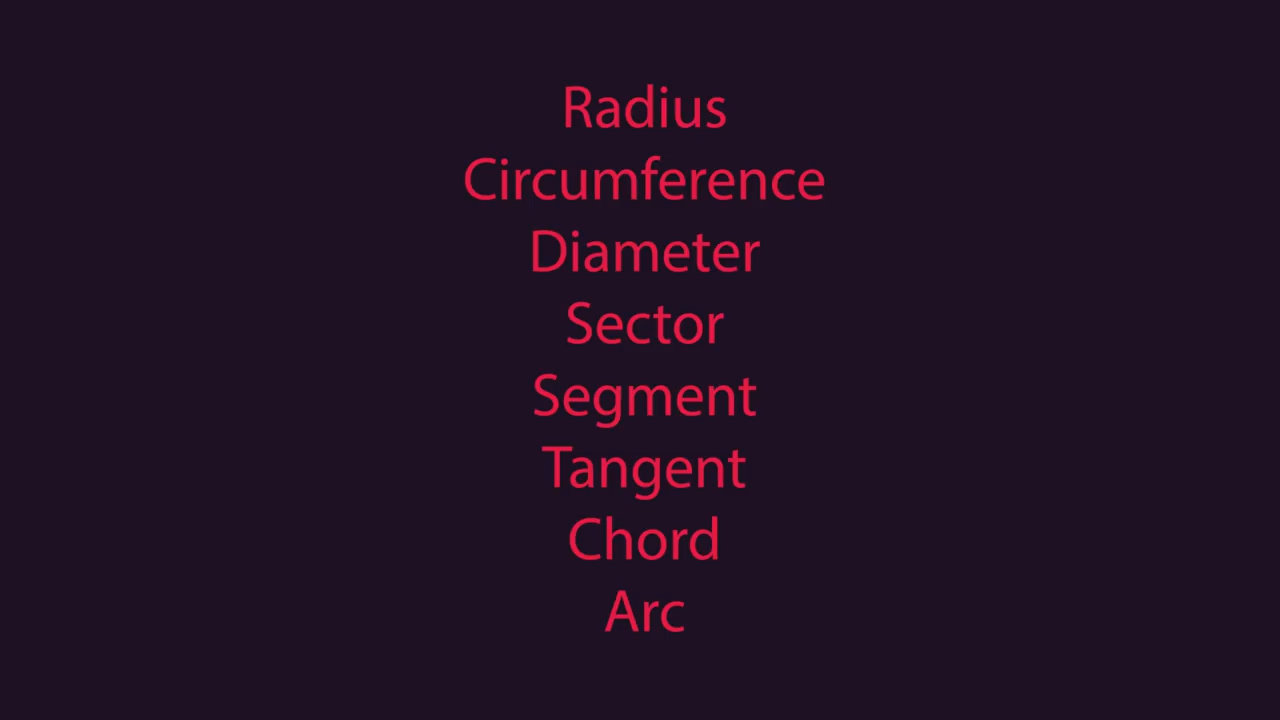 Radius
Circumference
Diameter
Sector
Segment
Tangent
Chord
Arc